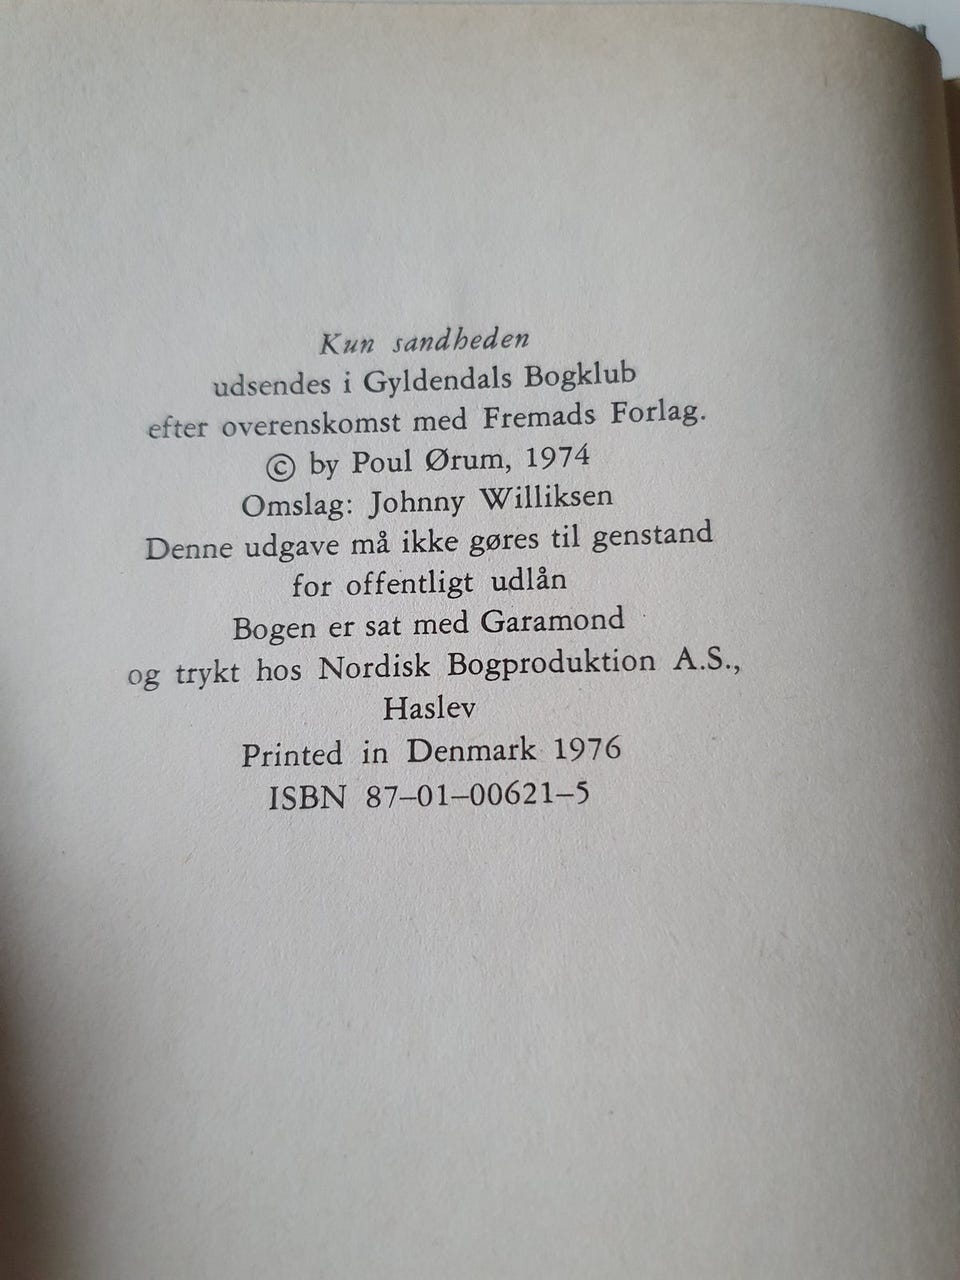 Kun sandheden
udsendes i Gyldendals Bogklub
efter overenskomst med Fremads Forlag.
© by Poul Ørum, 1974
Omslag: Johnny Williksen
Denne udgave må ikke gøres til genstand
for offentligt udlån
Bogen er sat med Garamond
og trykt hos Nordisk Bogproduktion A.S.,
Haslev
Printed in Denmark 1976
ISBN 87–01–00621–5